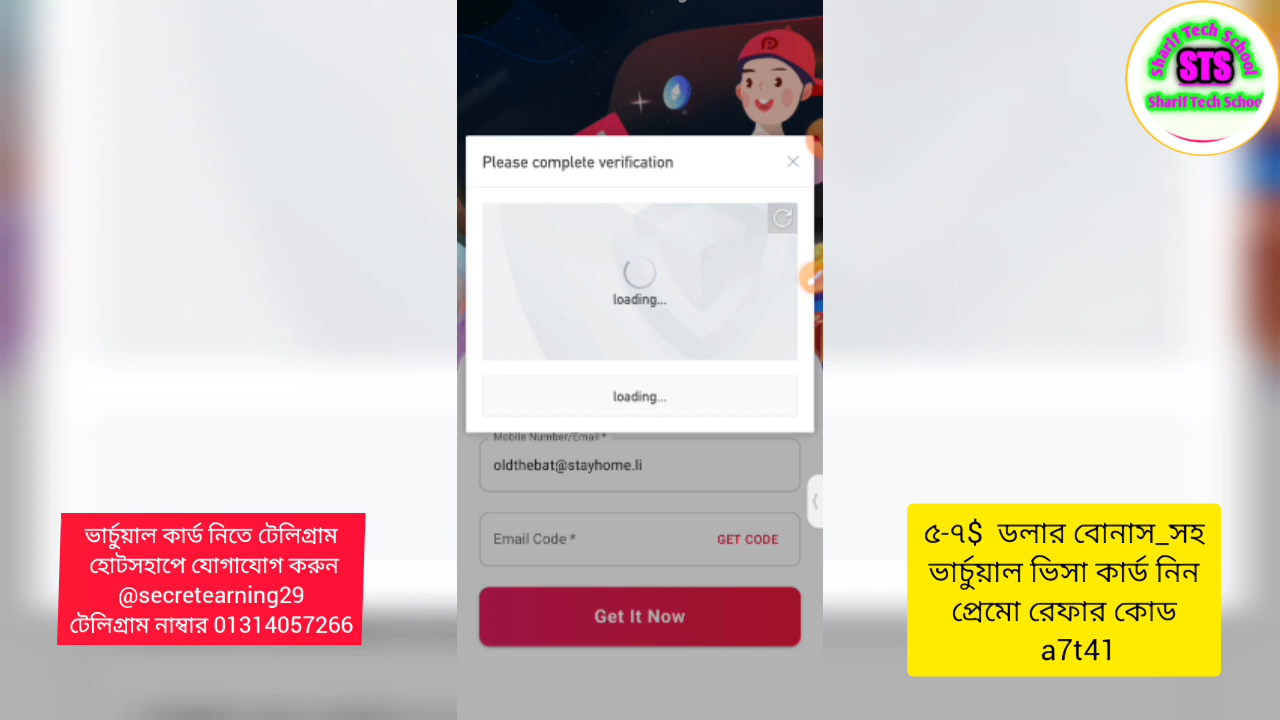 Sharif Tech School
STS
Sharif Tech Schoo
Please complete verification
loading...
loading...
Mobile Number/Email *
oldthebat@stayhome.li
Email Code *
GET CODE
Get It Now
ভার্চুয়াল কার্ড নিতে টেলিগ্রাম
হোটসহাপে যোগাযোগ করুন
@secretearning29
টেলিগ্রাম নাম্বার 01314057266
৫-৭$ ডলার বোনাস_সহ
ভার্চুয়াল ভিসা কার্ড নিন
প্রেমো রেফার কোড
a7t41